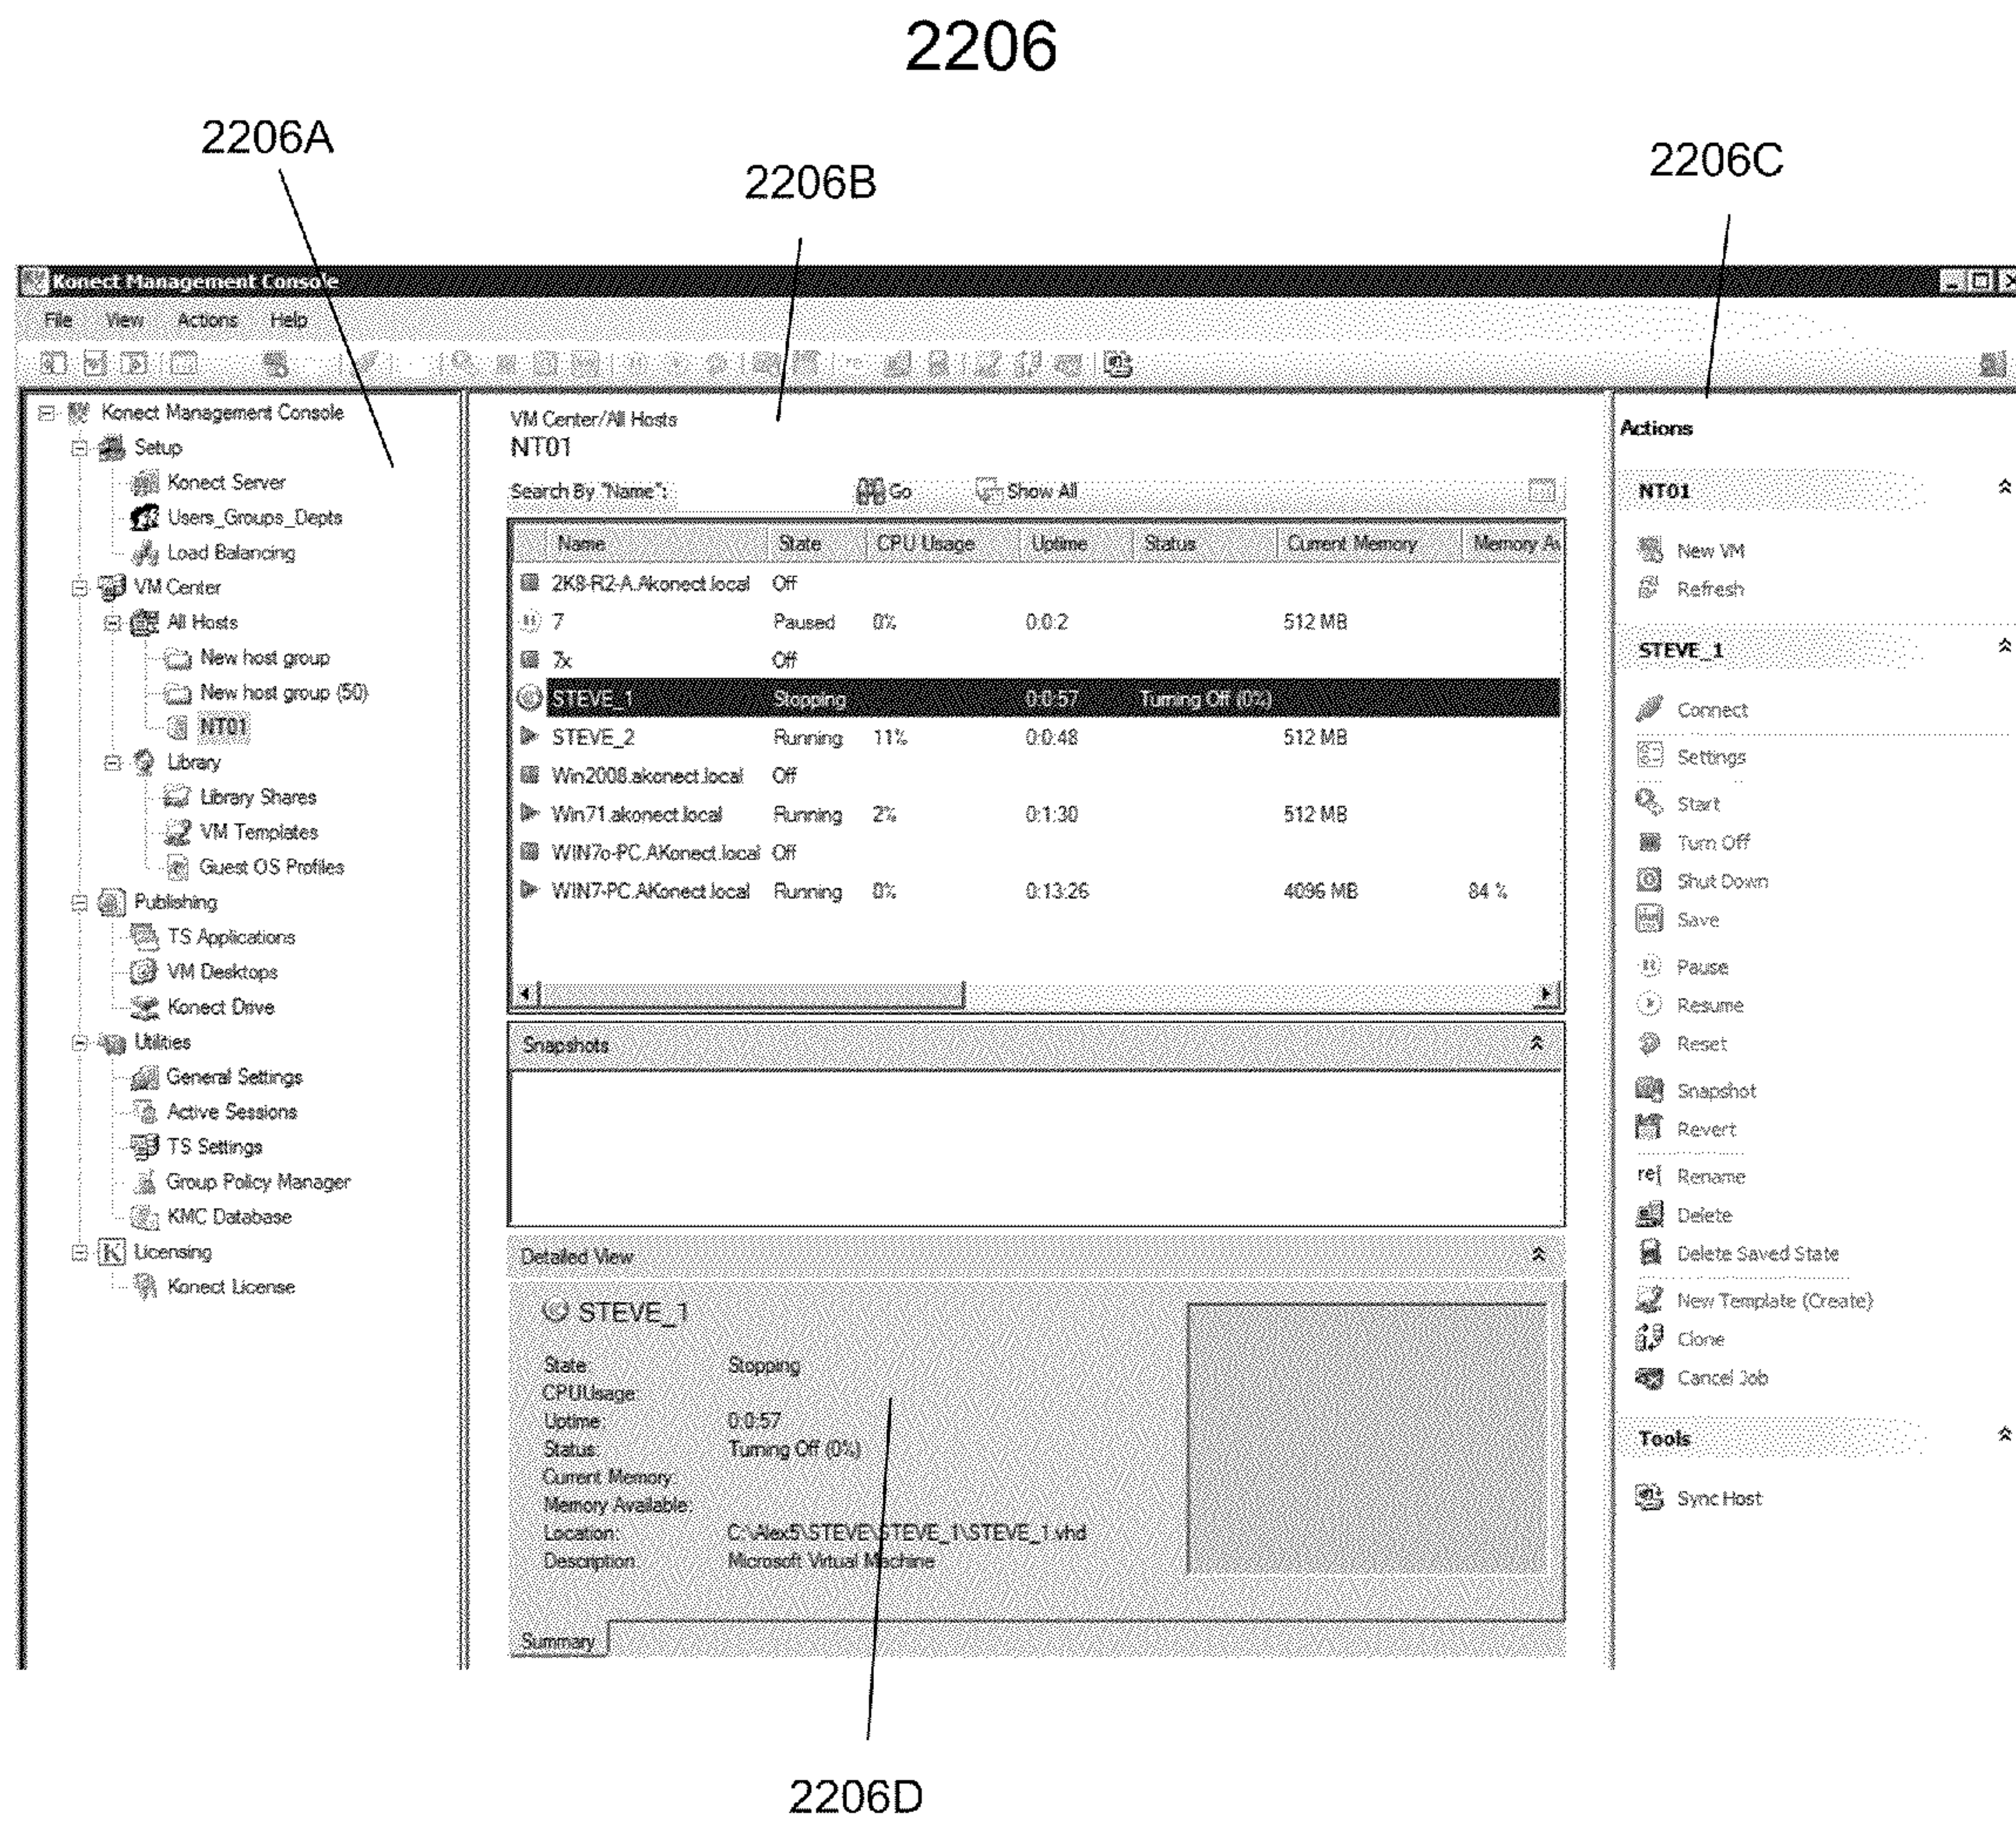 2206
2206A
2206B
2206C
Konect Management Console
File View Actions Help
Konect Management Console
Setup
Konect Server
Users_Groups_Depts
Load Balancing
VM Center
All Hosts
New host group
New host group (50)
NT01
Library
Library Shares
VM Templates
Guest OS Profiles
Publishing
TS Applications
VM Desktops
Konect Drive
Utilities
General Settings
Active Sessions
TS Settings
Group Policy Manager
KMC Database
Licensing
Konect License
VM Center/All Hosts
NT01
Search By "Name": Go Show All
Name State CPU Usage Uptime Status Current Memory Memory Av
2K8-R2-A.Akonect.local Off
7 Paused 0% 0:0:2 512 MB
7x Off
STEVE_1 Stopping 0:0:57 Turning Off (0%)
STEVE_2 Running 11% 0:0:48 512 MB
Win2008.akonect.local Off
Win71.akonect.local Running 2% 0:1:30 512 MB
WIN7o-PC.AKonect.local Off
WIN7-PC.AKonect.local Running 0% 0:13:26 4096 MB 84 %
Snapshots
Detailed View
STEVE_1
State: Stopping
CPUUsage
Uptime: 0:0:57
Status: Turning Off (0%)
Current Memory:
Memory Available:
Location: C:\Alex5\STEVE\STEVE_1\STEVE_1.vhd
Description: Microsoft Virtual Machine
Summary
Actions
NT01
New VM
Refresh
STEVE_1
Connect
Settings
Start
Turn Off
Shut Down
Save
Pause
Resume
Reset
Snapshot
Revert
Rename
Delete
Delete Saved State
New Template (Create)
Clone
Cancel Job
Tools
Sync Host
2206D